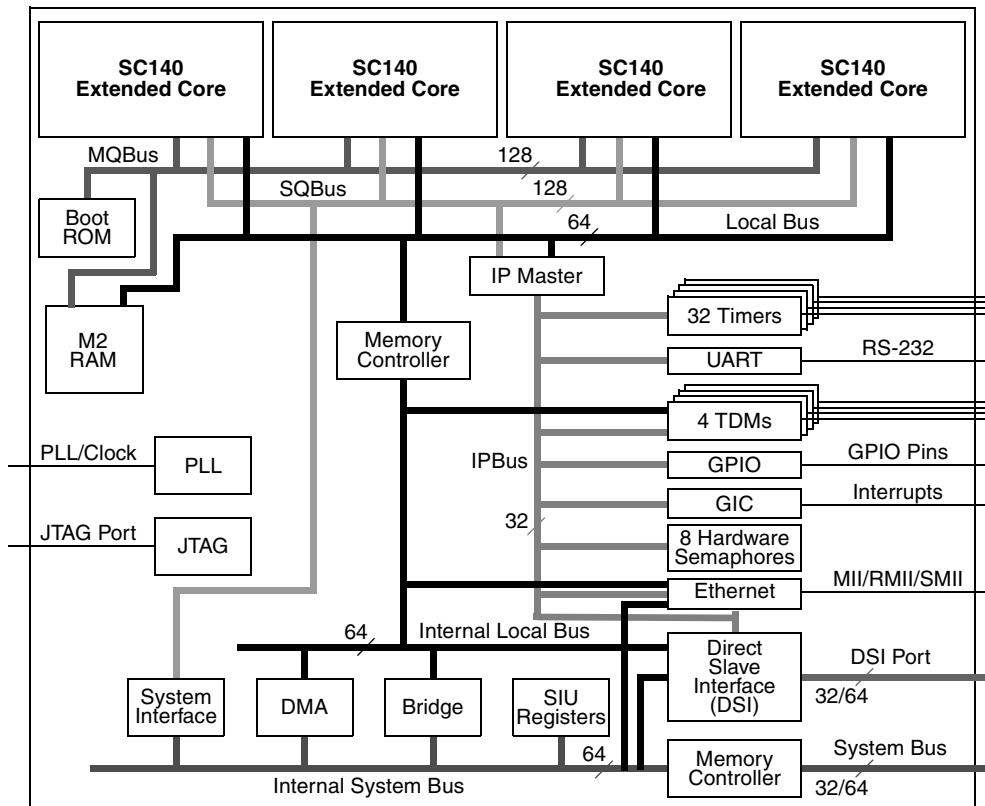 SC140
Extended Core
SC140
Extended Core
SC140
Extended Core
SC140
Extended Core
MQBus
128
SQBus
128
Boot
ROM
64
Local Bus
IP Master
M2
RAM
Memory
Controller
32 Timers
UART
RS-232
4 TDMs
PLL/Clock
PLL
IPBus
GPIO
GPIO Pins
GIC
Interrupts
32
JTAG Port
JTAG
8 Hardware
Semaphores
Ethernet
MII/RMII/SMII
64
Internal Local Bus
Direct
Slave
Interface
(DSI)
DSI Port
32/64
System
Interface
DMA
Bridge
SIU
Registers
64
Internal System Bus
Memory
Controller
System Bus
32/64